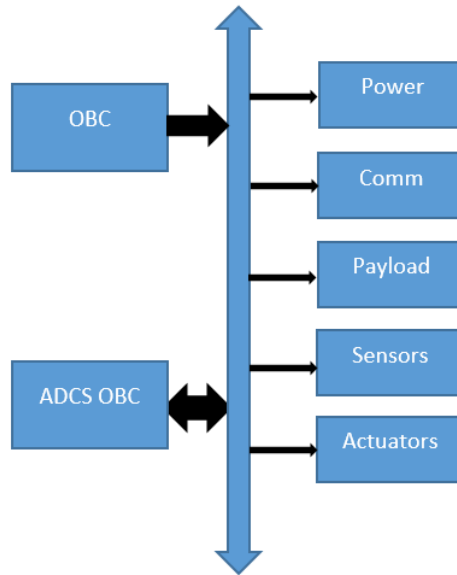 OBC
ADCS OBC
Power
Comm
Payload
Sensors
Actuators